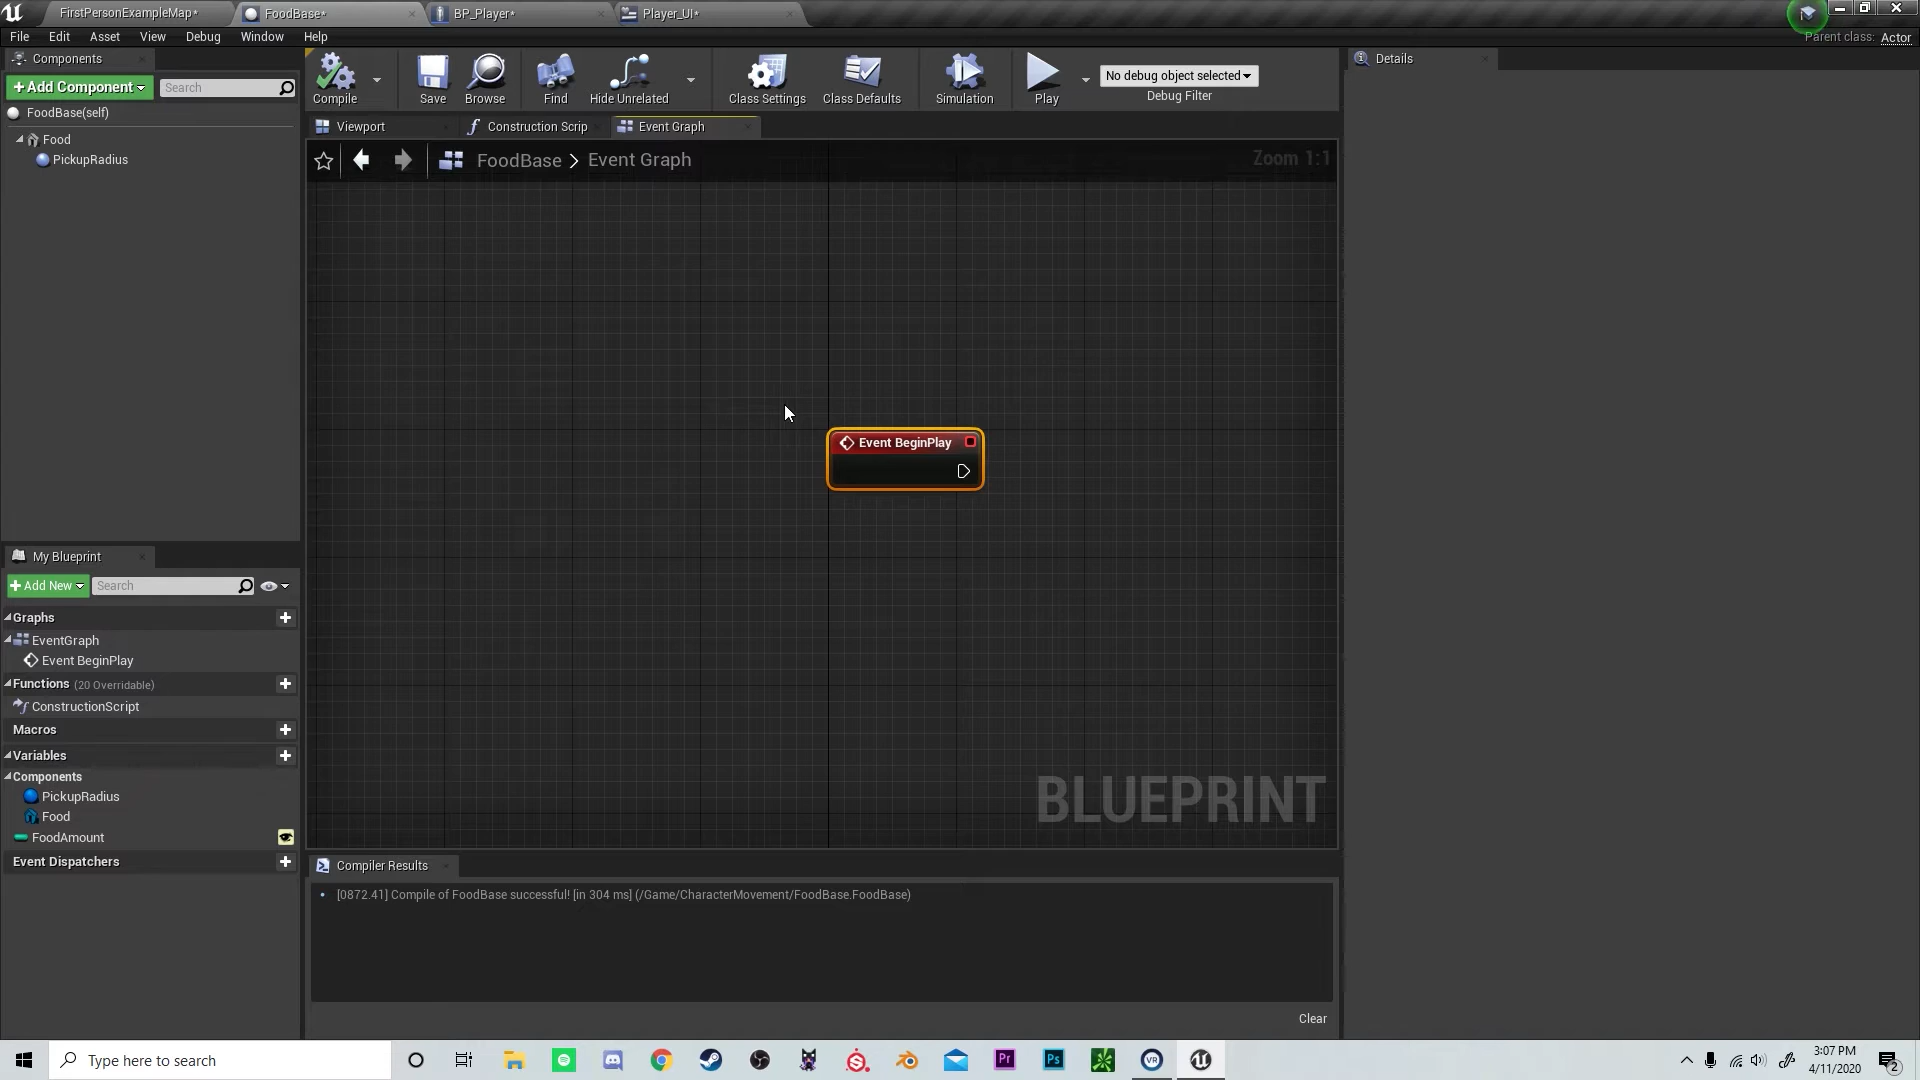 FirstPersonExampleMap*
FoodBase*
BP_Player*
Player_UI*
File Edit Asset View Debug Window Help
Parent class: Actor
Components
+Add Component
Search
FoodBase(self)
Food
PickupRadius
Compile
Save
Browse
Find
Hide Unrelated
Class Settings
Class Defaults
Simulation
Play
No debug object selected
Debug Filter
Details
Viewport
Construction Scrip
Event Graph
FoodBase > Event Graph
Zoom 1:1
Event BeginPlay
BLUEPRINT
My Blueprint
+Add New
Search
Graphs
EventGraph
Event BeginPlay
Functions (20 Overridable)
ConstructionScript
Macros
Variables
Components
PickupRadius
Food
FoodAmount
Event Dispatchers
Compiler Results
[0872.41] Compile of FoodBase successful! [in 304 ms] (/Game/CharacterMovement/FoodBase.FoodBase)
Clear
Type here to search
Pr
Ps
VR
3:07 PM
4/11/2020
2